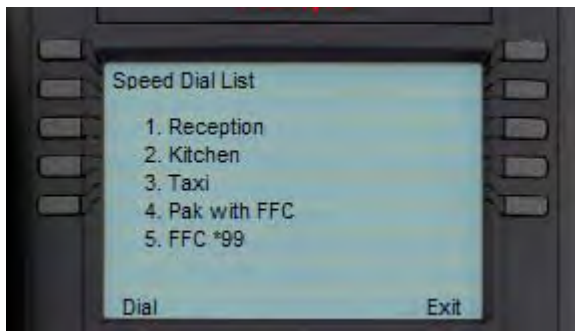 Speed Dial List
1. Reception
2. Kitchen
3. Taxi
4. Pak with FFC
5. FFC *99
Dial Exit